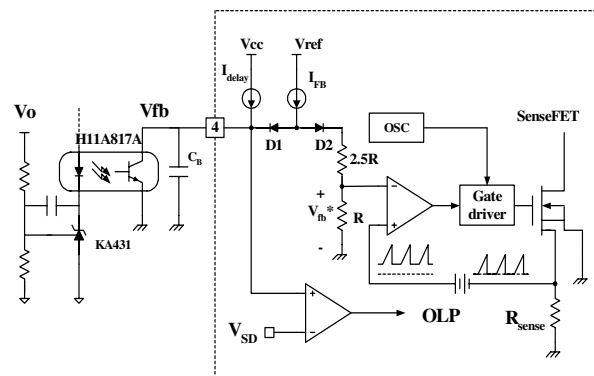 Vcc
Vref
I_delay
I_FB
Vo
Vfb
4
SenseFET
H11A817A
D1
D2
OSC
C_B
2.5R
+
V_fb*
R
-
−
+
Gate driver
KA431
+
−
V_SD
OLP
R_sense